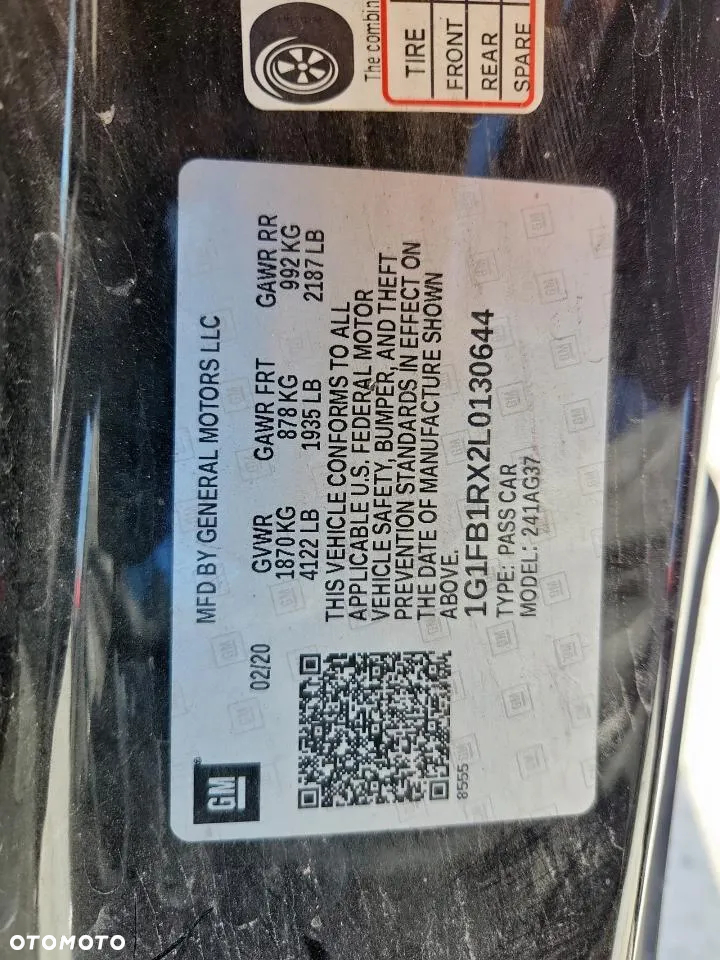 The combin
TIRE
FRONT
REAR
SPARE
MFD BY GENERAL MOTORS LLC
02/20
GVWR GAWR FRT GAWR RR
1870 KG 878 KG 992 KG
4122 LB 1935 LB 2187 LB
THIS VEHICLE CONFORMS TO ALL
APPLICABLE U.S. FEDERAL MOTOR
VEHICLE SAFETY, BUMPER, AND THEFT
PREVENTION STANDARDS IN EFFECT ON
THE DATE OF MANUFACTURE SHOWN
ABOVE.
1G1FB1RX2L0130644
TYPE: PASS CAR
MODEL: 241AG37
GM
8555
OTOMOTO